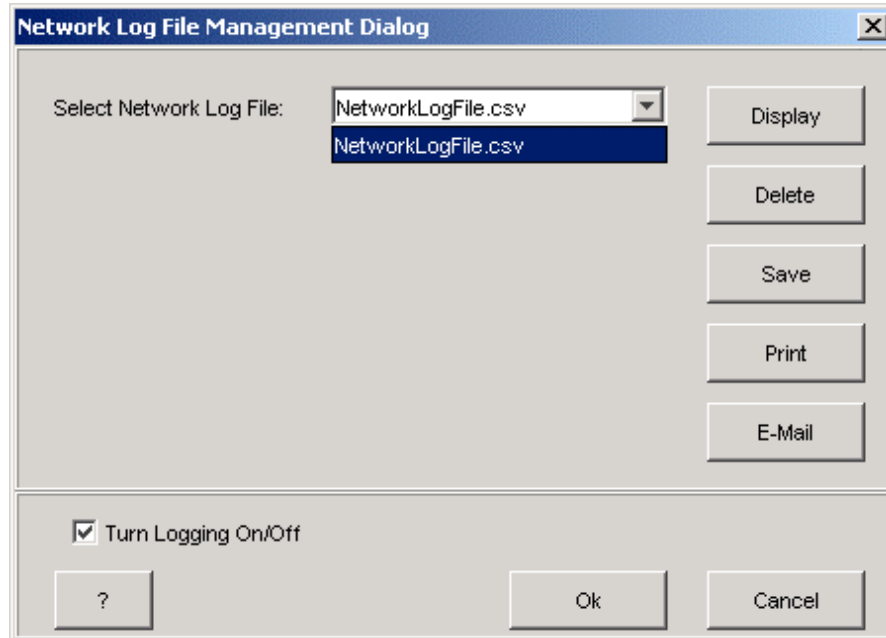 Network Log File Management Dialog
Select Network Log File: NetworkLogFile.csv Display
NetworkLogFile.csv
Delete
Save
Print
E-Mail
Turn Logging On/Off
? Ok Cancel